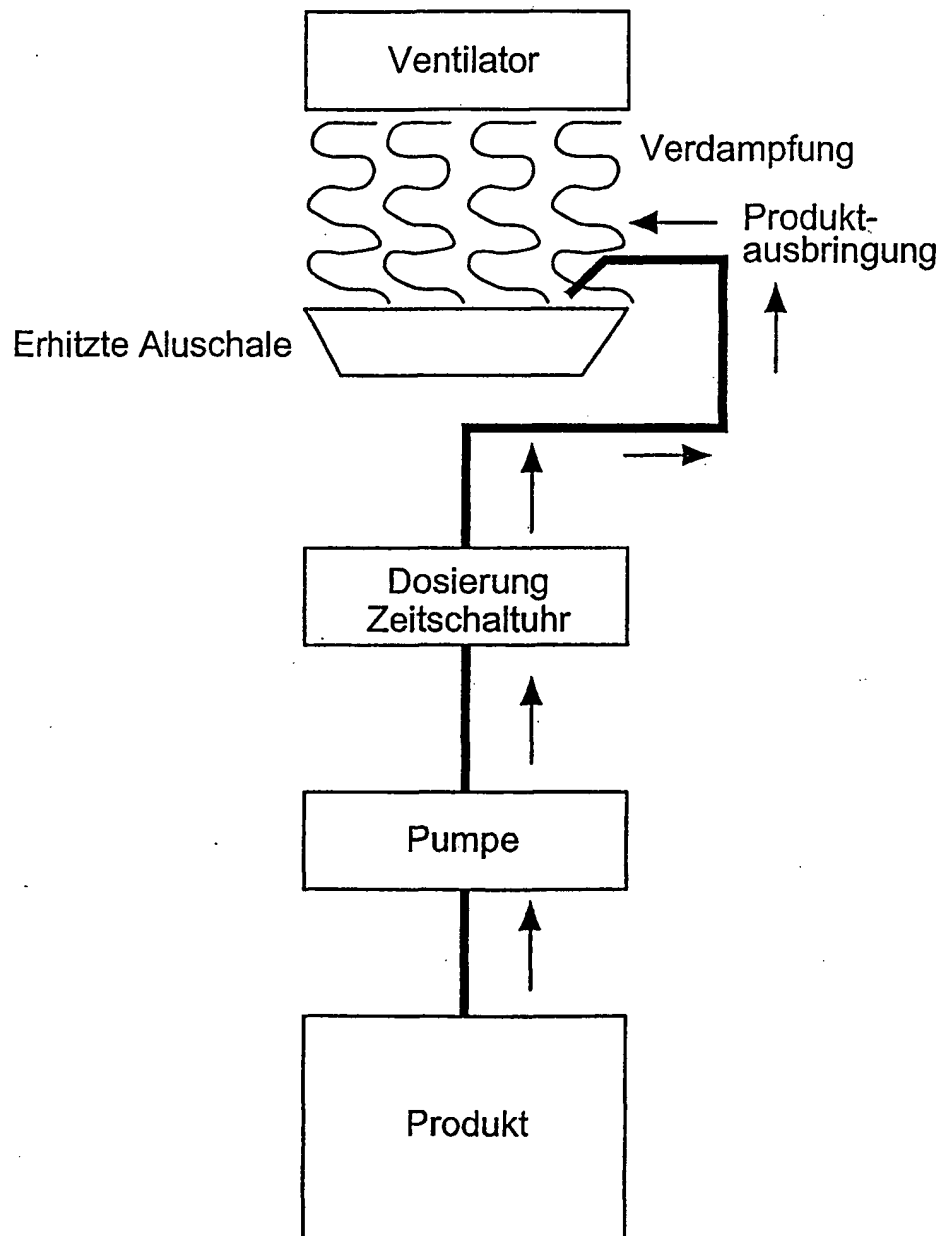 Ventilator
Verdampfung
Produkt-
ausbringung
Erhitzte Aluschale
Dosierung
Zeitschaltuhr
Pumpe
Produkt